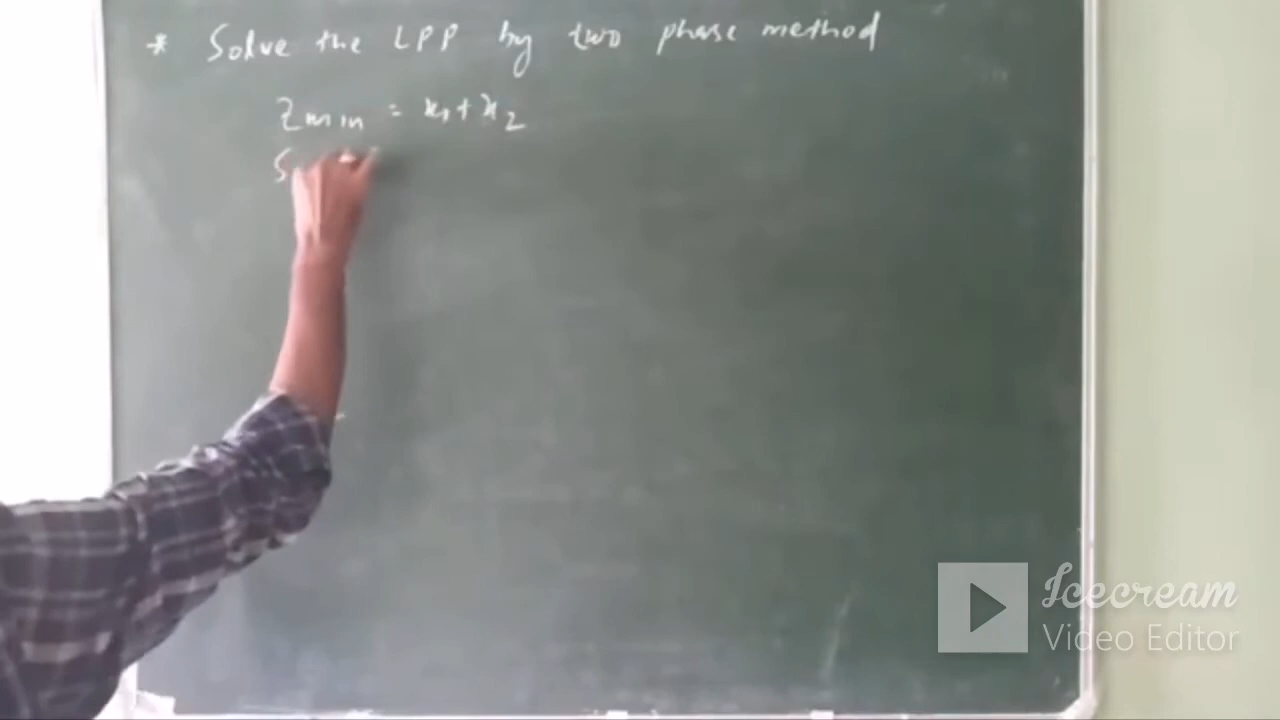 * Solve the LPP by two phase method
Zmin = x1 + x2
S
Icecream
Video Editor